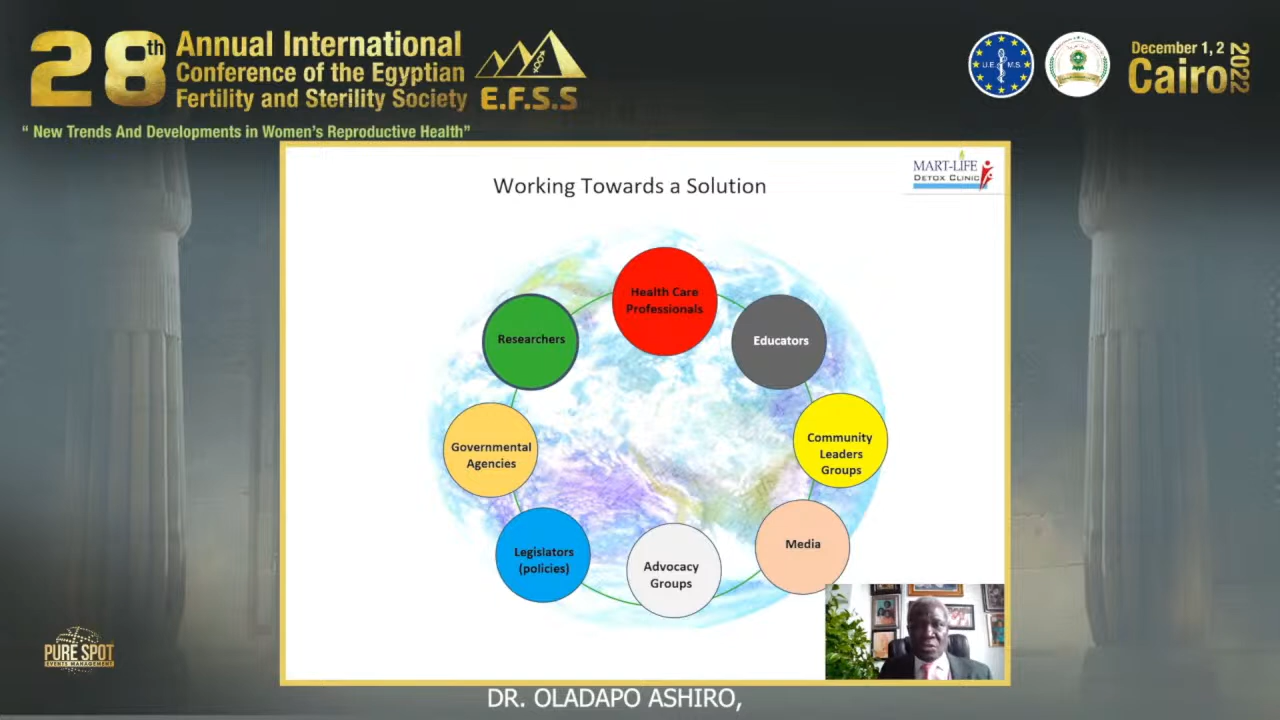 28th
Annual International
Conference of the Egyptian
Fertility and Sterility Society
E.F.S.S
“ New Trends And Developments in Women’s Reproductive Health”
U.E.M.S.
December 1, 2
Cairo
2022
MART-LIFE
DETOX CLINIC
Working Towards a Solution
Health Care
Professionals
Researchers
Educators
Governmental
Agencies
Community
Leaders
Groups
Legislators
(policies)
Advocacy
Groups
Media
PURE SPOT
EVENTS MANAGEMENT
DR. OLADAPO ASHIRO,